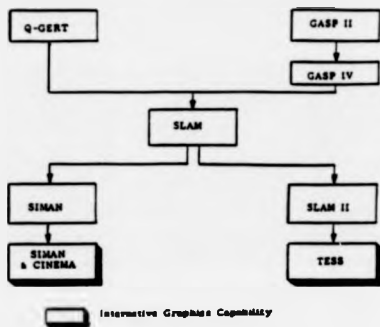 Q-GERT
GASP II
GASP IV
SLAM
SIMAN
SLAM II
SIMAN
& CINEMA
TESS
Interactive Graphics Capability